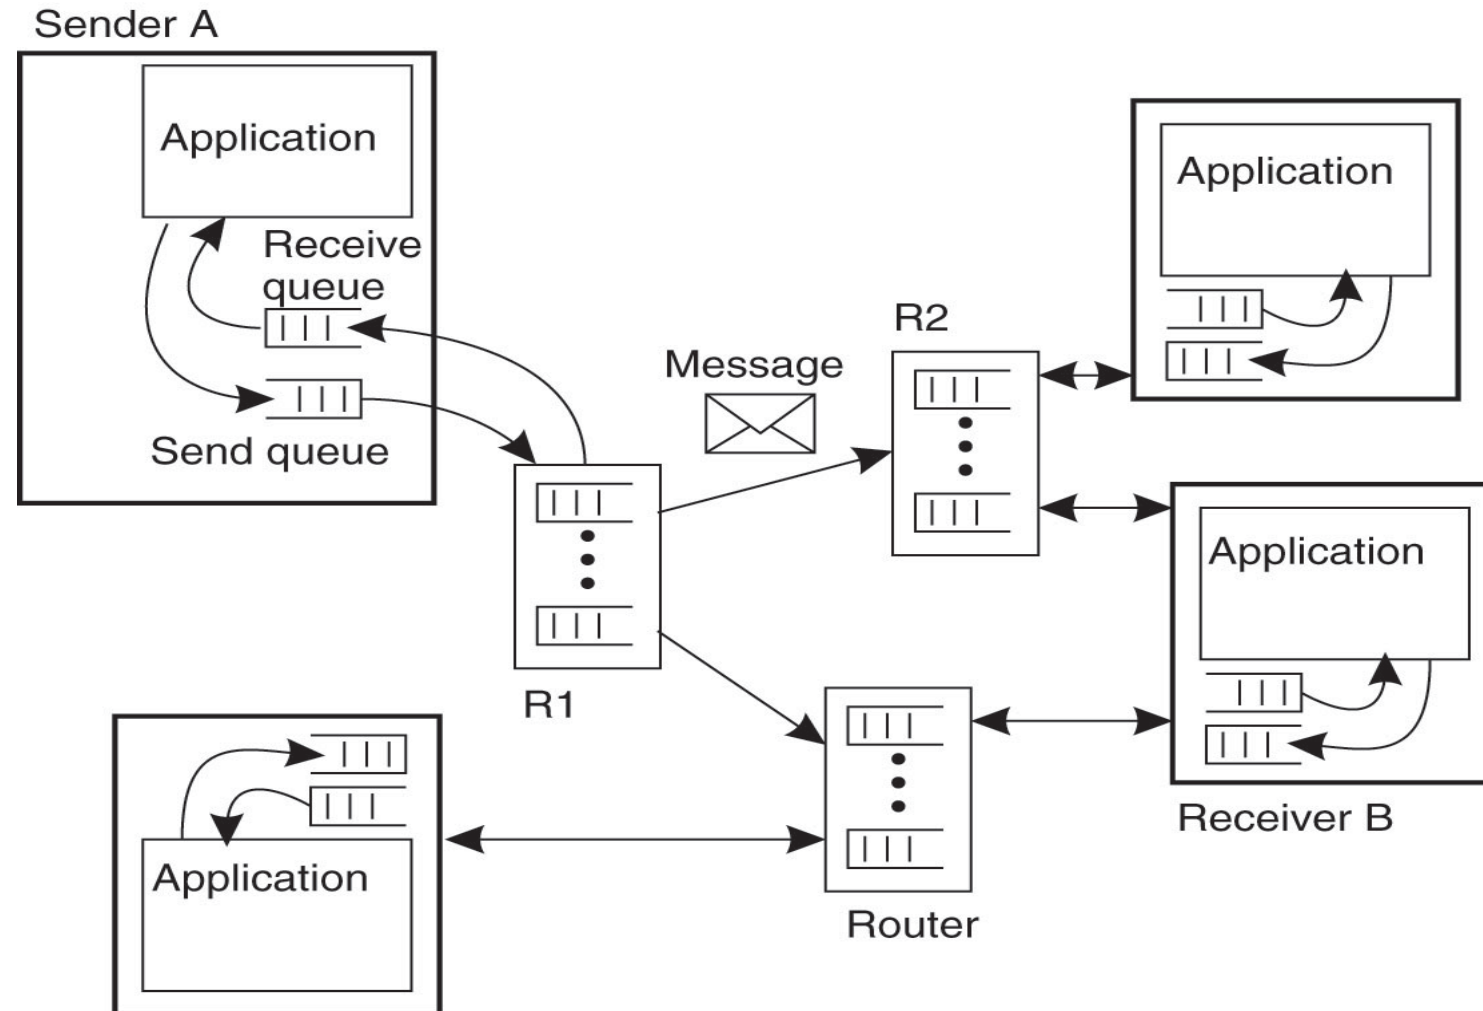 Sender A
Application
Receive
queue
Send queue
R1
Message
R2
Application
Application
Receiver B
Router
Application